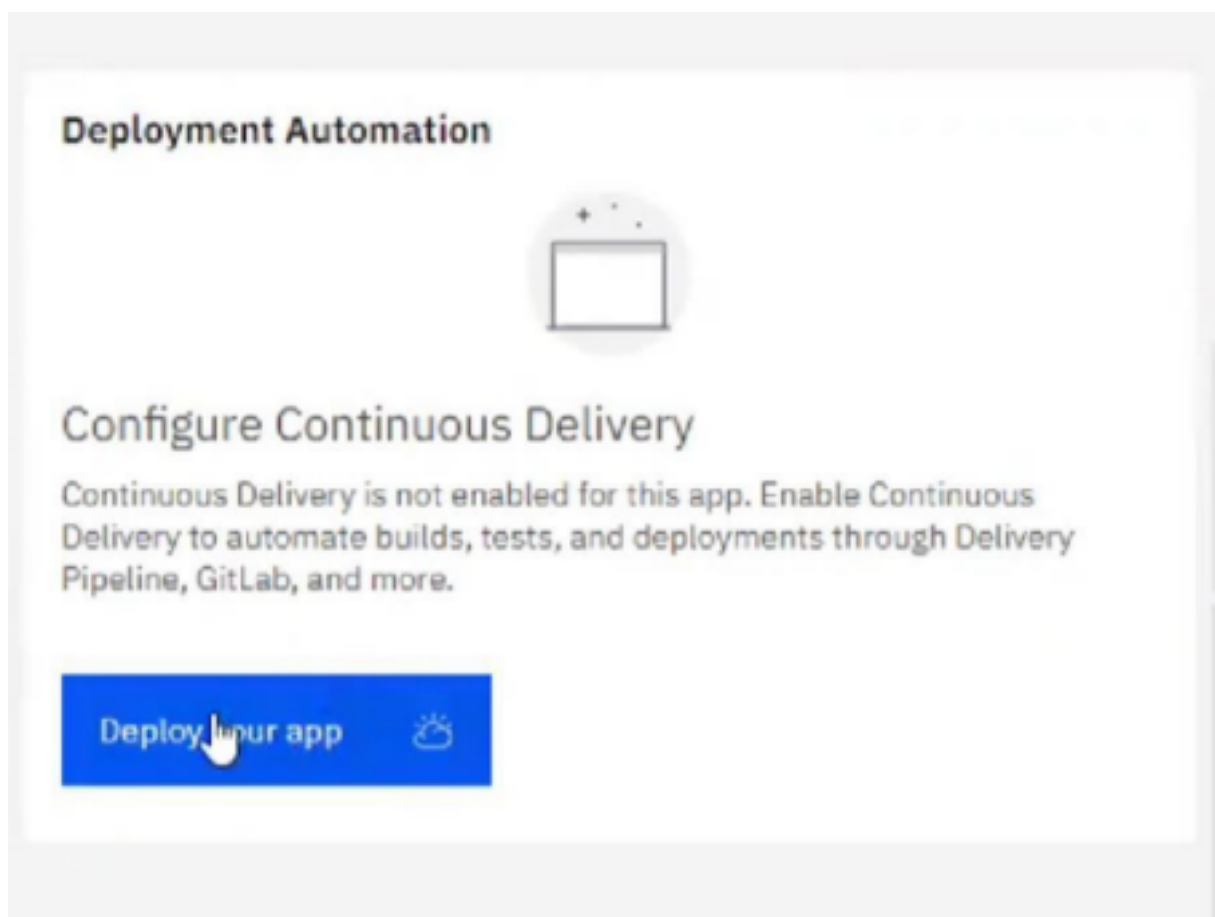 Deployment Automation
Configure Continuous Delivery
Continuous Delivery is not enabled for this app. Enable Continuous
Delivery to automate builds, tests, and deployments through Delivery
Pipeline, GitLab, and more.
Deploy your app